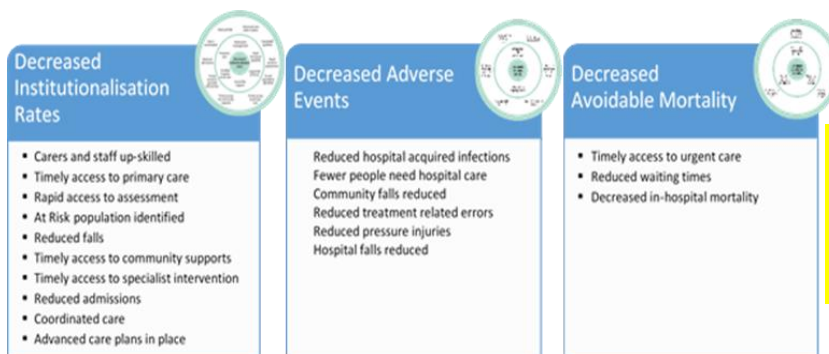 Decreased
Institutionalisation
Rates
▪ Carers and staff up-skilled
▪ Timely access to primary care
▪ Rapid access to assessment
▪ At Risk population identified
▪ Reduced falls
▪ Timely access to community supports
▪ Timely access to specialist intervention
▪ Reduced admissions
▪ Coordinated care
▪ Advanced care plans in place
Decreased Adverse
Events
Reduced hospital acquired infections
Fewer people need hospital care
Community falls reduced
Reduced treatment related errors
Reduced pressure injuries
Hospital falls reduced
Decreased
Avoidable Mortality
▪ Timely access to urgent care
▪ Reduced waiting times
▪ Decreased in-hospital mortality